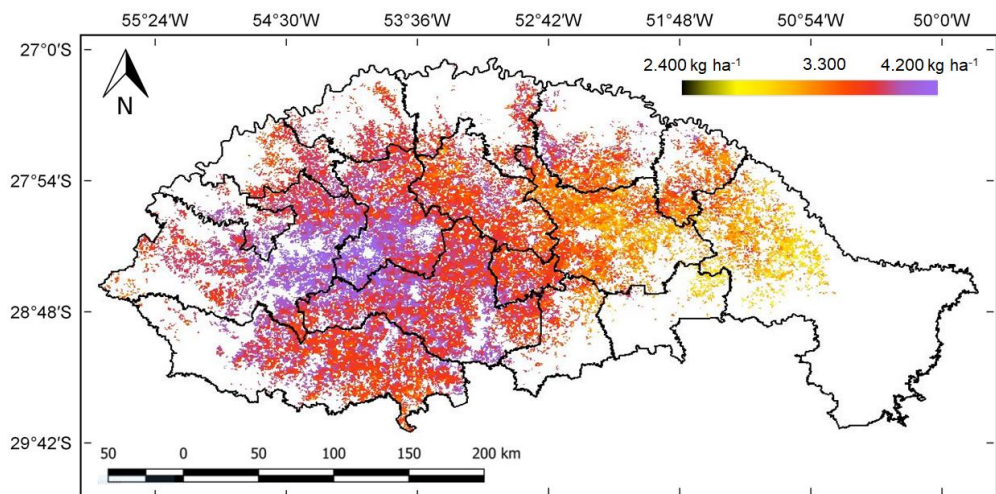 55°24'W 54°30'W 53°36'W 52°42'W 51°48'W 50°54'W 50°0'W
27°0'S
2.400 kg ha⁻¹ 3.300 4.200 kg ha⁻¹
N
27°54'S
28°48'S
29°42'S
50 0 50 100 150 200 km